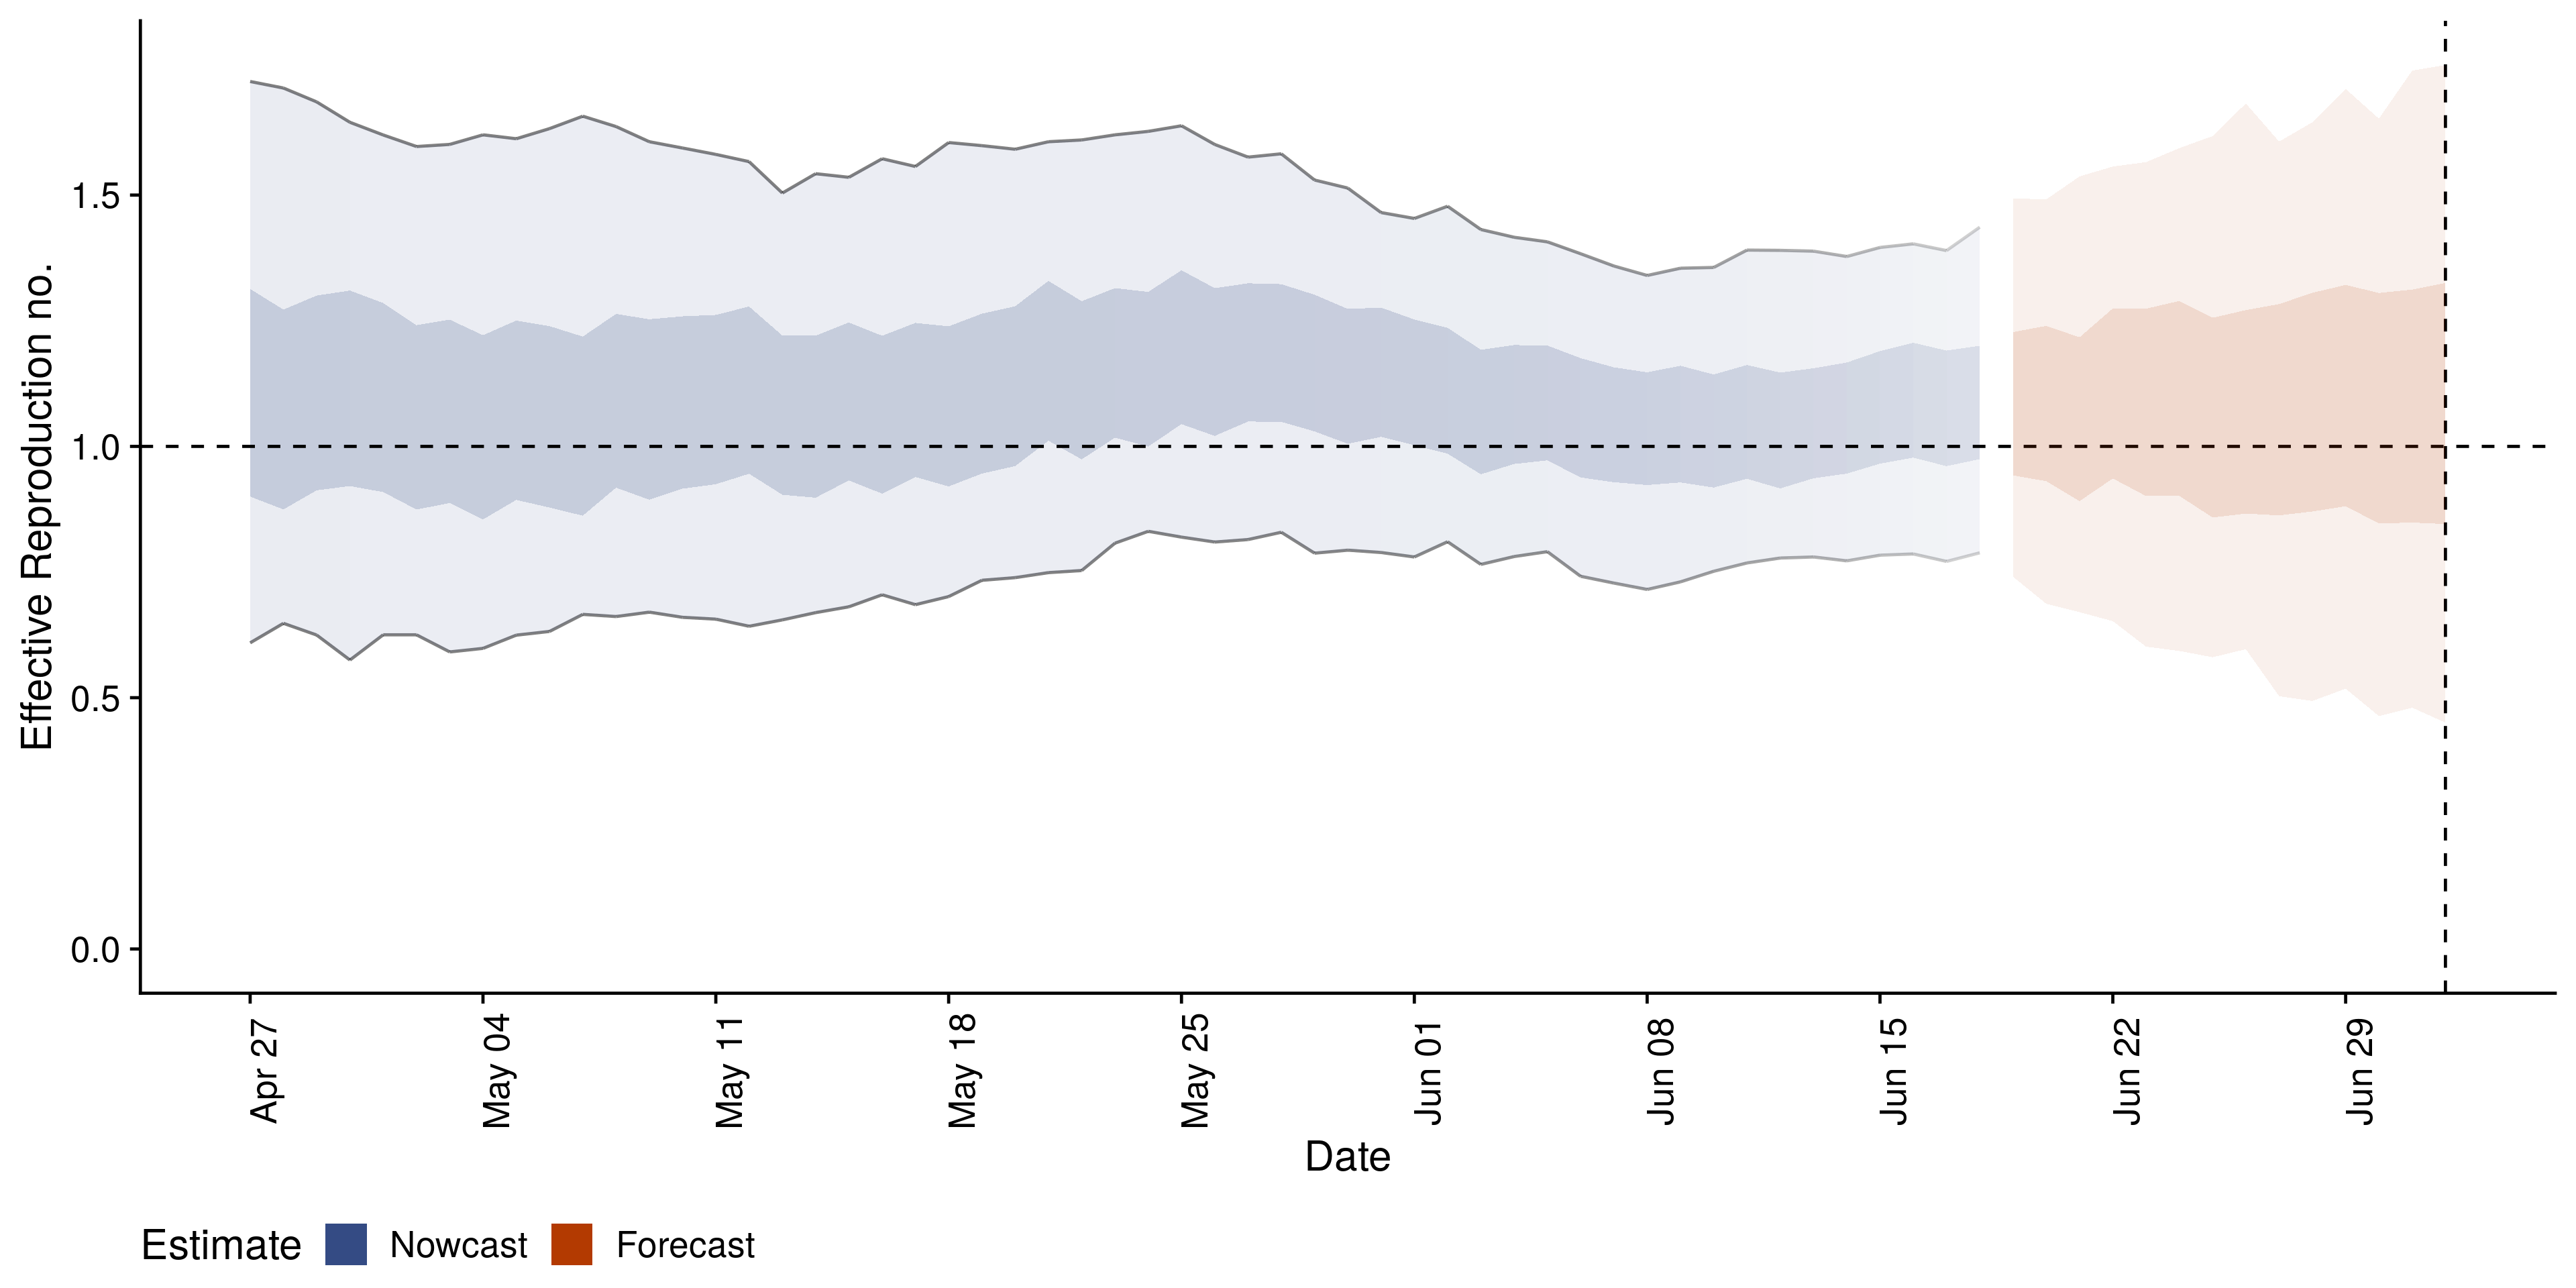 Effective Reproduction no.
1.5
1.0
0.5
0.0
Apr 27
May 04
May 11
May 18
May 25
Jun 01
Jun 08
Jun 15
Jun 22
Jun 29
Date
Estimate Nowcast Forecast